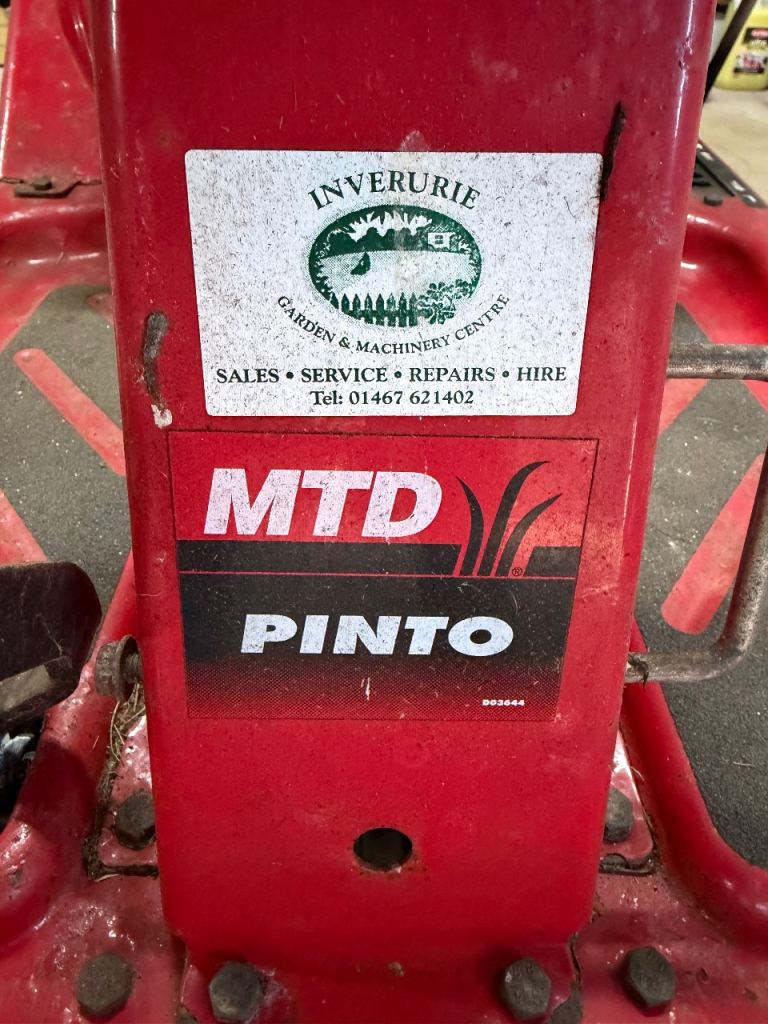 INVERURIE
GARDEN & MACHINERY CENTRE
SALES • SERVICE • REPAIRS • HIRE
Tel: 01467 621402
MTD
®
PINTO
D03644